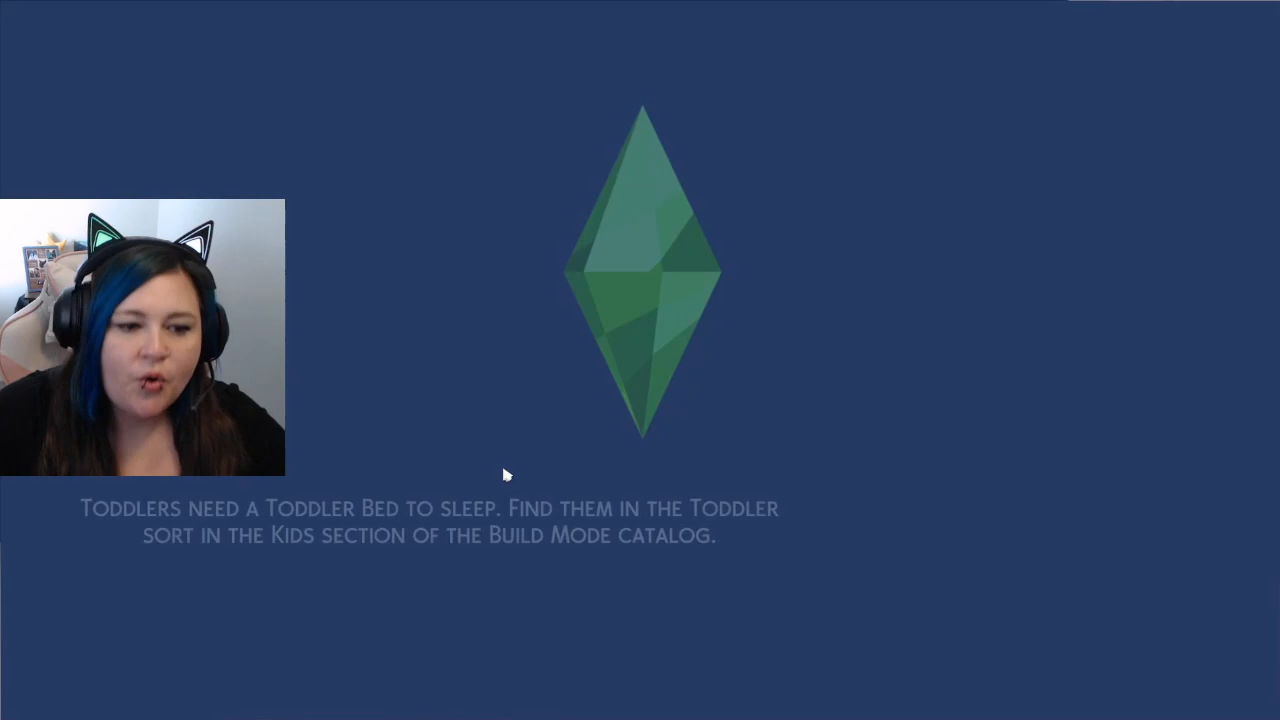 Toddlers need a Toddler Bed to sleep. Find them in the Toddler
sort in the Kids section of the Build Mode catalog.